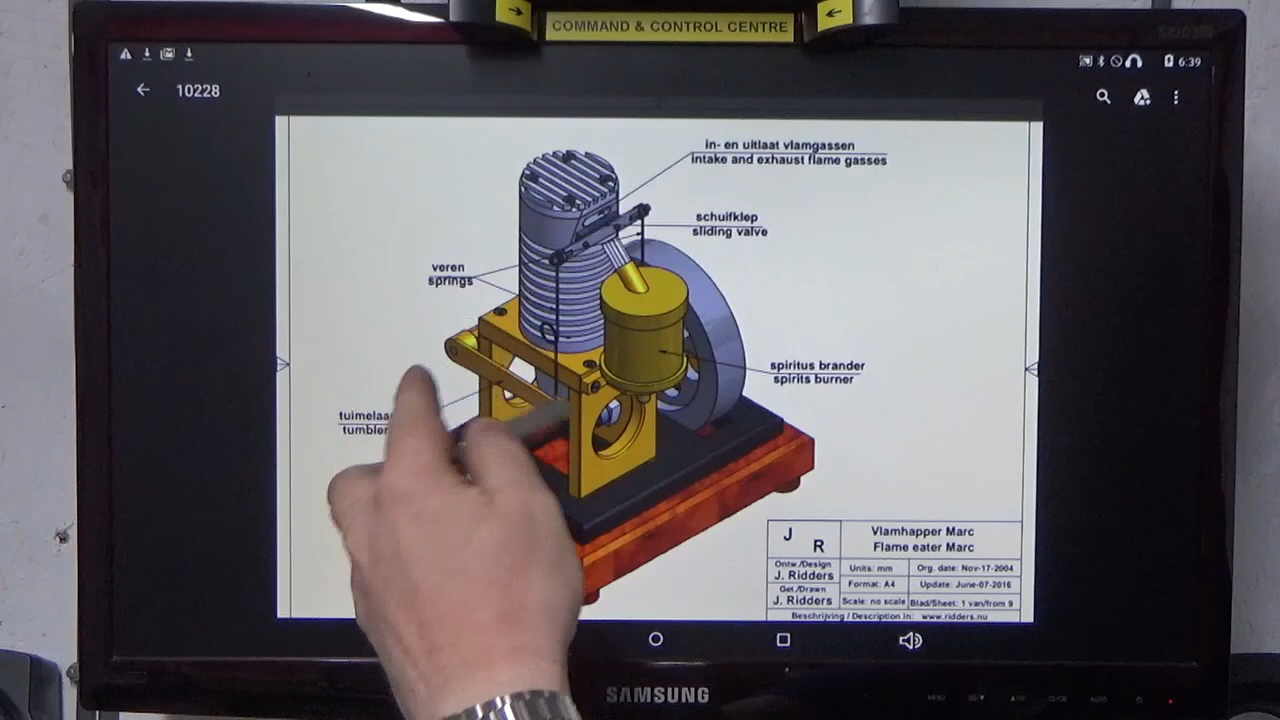 COMMAND & CONTROL CENTRE
6:39
10228
in- en uitlaat vlamgassen
intake and exhaust flame gasses
schuifklep
sliding valve
veren
springs
spiritus brander
spirits burner
tuimelaar
tumbler
J R
Vlamhapper Marc
Flame eater Marc
Ontw./Design
J. Ridders
Units: mm
Org. date: Nov-17-2004
Format: A4
Update: June-07-2016
Get./Drawn
J. Ridders
Scale: no scale
Blad/Sheet: 1 van/from 9
Beschrijving / Description in: www.ridders.nu
SAMSUNG